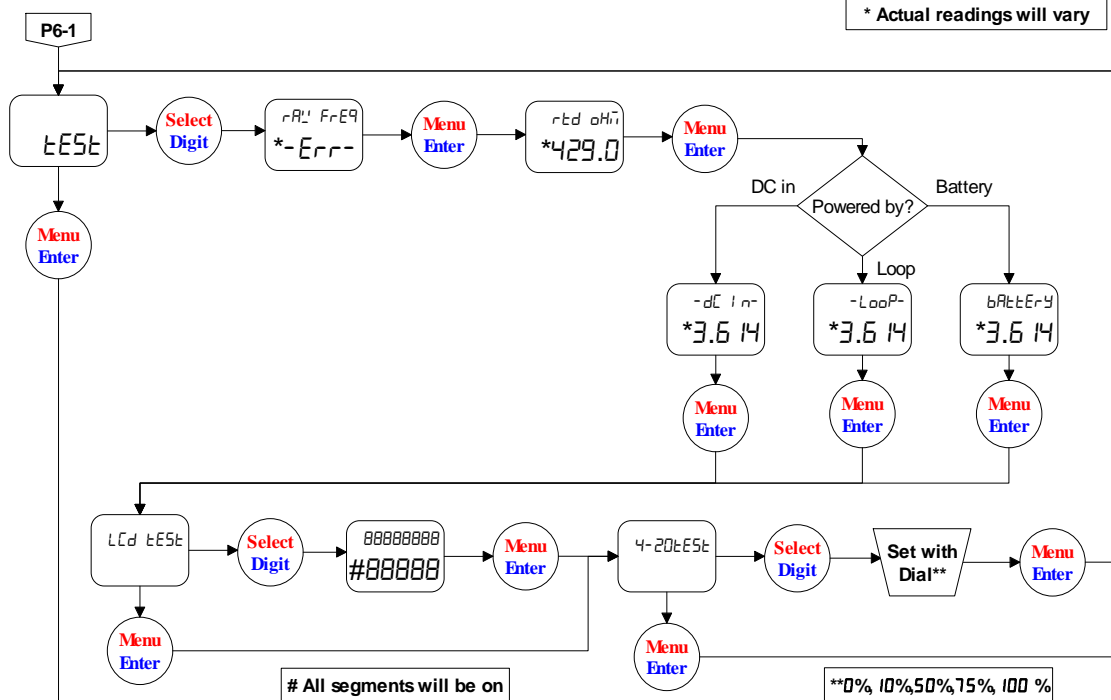 * Actual readings will vary
P6-1
tESt
Select
Digit
rAW FrEq
*-Err-
Menu
Enter
rtd oHm
*429.0
Menu
Enter
Menu
Enter
DC in
Powered by?
Battery
Loop
-dC In-
*3.614
-LooP-
*3.614
bAttErY
*3.614
Menu
Enter
Menu
Enter
Menu
Enter
LCd tESt
Select
Digit
88888888
#88888
Menu
Enter
4-20tESt
Select
Digit
Set with
Dial**
Menu
Enter
Menu
Enter
Menu
Enter
# All segments will be on
**0%, 10%,50%,75%, 100 %